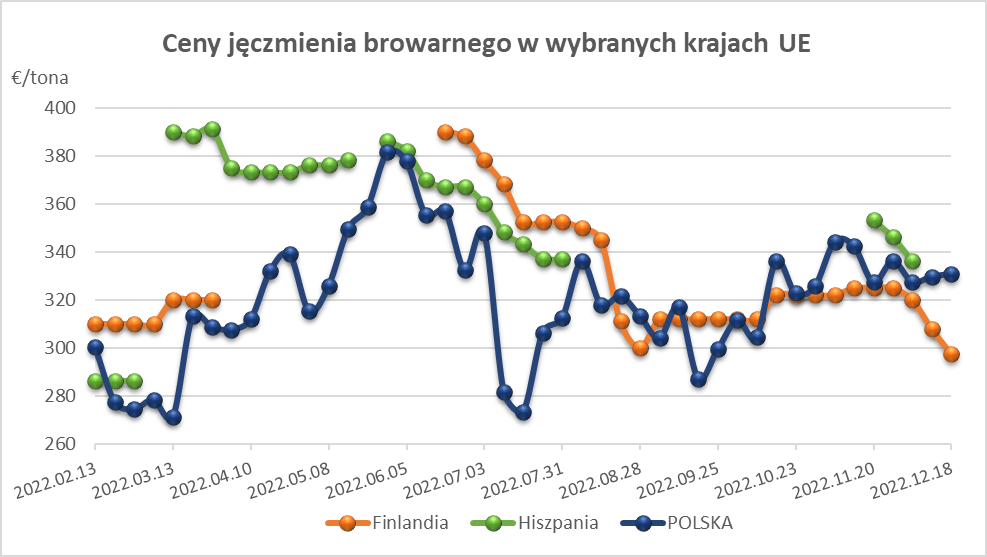 Ceny jęczmienia browarnego w wybranych krajach UE
€/tona
400
380
360
340
320
300
280
260
2022.02.13 2022.03.13 2022.04.10 2022.05.08 2022.06.05 2022.07.03 2022.07.31 2022.08.28 2022.09.25 2022.10.23 2022.11.20 2022.12.18
Finlandia Hiszpania POLSKA